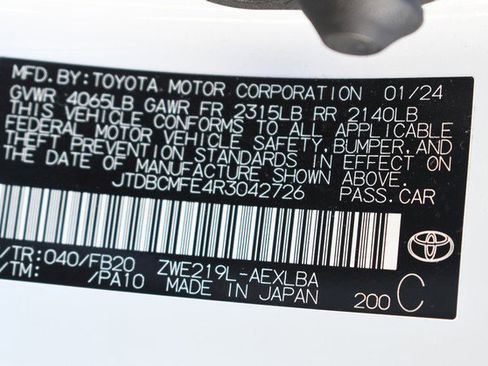 MFD.BY:TOYOTA MOTOR CORPORATION 01/24
GVWR 4065LB GAWR FR 2315LB RR 2140LB
THIS VEHICLE CONFORMS TO ALL APPLICABLE
FEDERAL MOTOR VEHICLE SAFETY,BUMPER,AND
THEFT PREVENTION STANDARDS IN EFFECT ON
THE DATE OF MANUFACTURE SHOWN ABOVE.
JTDBCMFE4R3042726 PASS.CAR
/TR:040/FB20 ZWE219L-AEXLBA
/TM: /PA10 MADE IN JAPAN 200 C